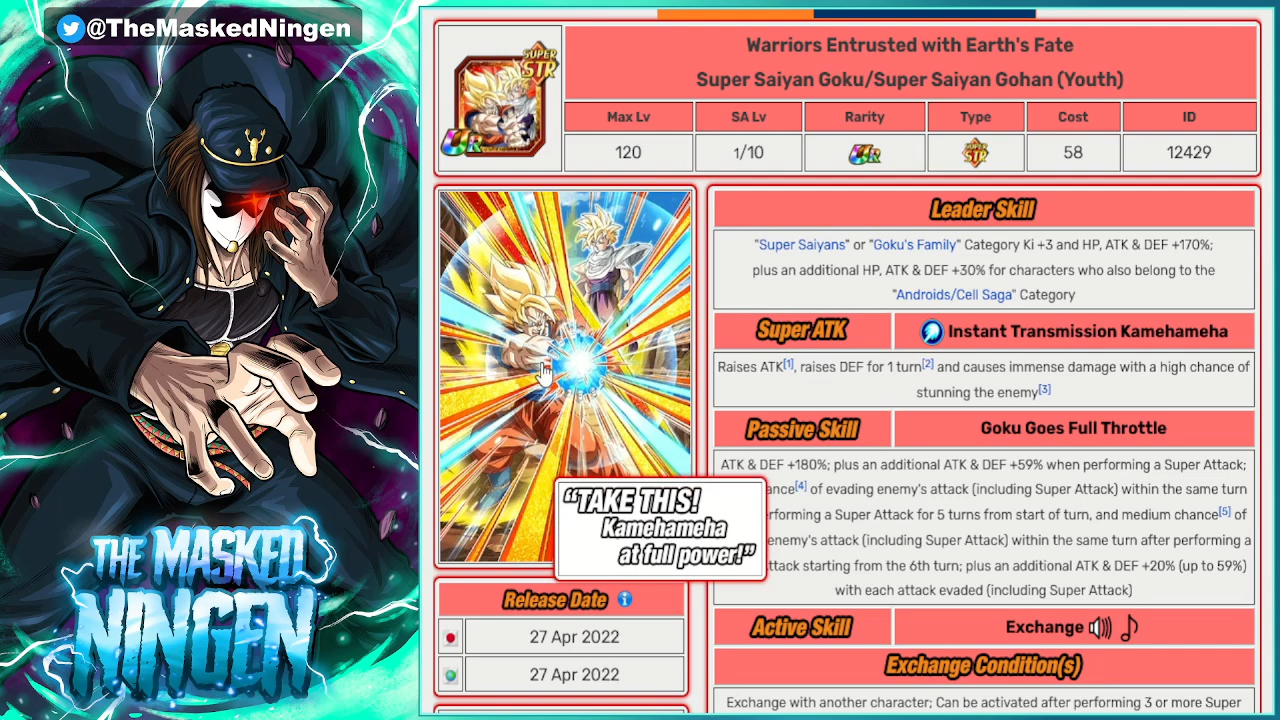 @TheMaskedNingen
THE MASKED
NINGEN
Warriors Entrusted with Earth's Fate
Super Saiyan Goku/Super Saiyan Gohan (Youth)
SUPER
STR
UR
Max Lv
SA Lv
Rarity
Type
Cost
ID
120
1/10
UR
SUPER
STR
58
12429
"TAKE THIS!
Kamehameha
at full power!"
Release Date
27 Apr 2022
27 Apr 2022
Leader Skill
"Super Saiyans" or "Goku's Family" Category Ki +3 and HP, ATK & DEF +170%;
plus an additional HP, ATK & DEF +30% for characters who also belong to the
"Androids/Cell Saga" Category
Super ATK
Instant Transmission Kamehameha
Raises ATK[1], raises DEF for 1 turn[2] and causes immense damage with a high chance of
stunning the enemy[3]
Passive Skill
Goku Goes Full Throttle
ATK & DEF +180%; plus an additional ATK & DEF +59% when performing a Super Attack;
[4] of evading enemy's attack (including Super Attack) within the same turn
a Super Attack for 5 turns from start of turn, and medium chance[5] of
enemy's attack (including Super Attack) within the same turn after performing a
starting from the 6th turn; plus an additional ATK & DEF +20% (up to 59%)
with each attack evaded (including Super Attack)
Active Skill
Exchange
Exchange Condition(s)
Exchange with another character; Can be activated after performing 3 or more Super